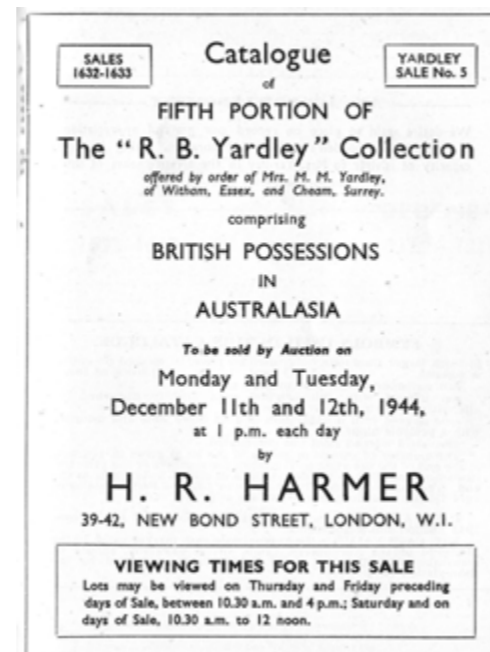 SALES
1632-1633
Catalogue
YARDLEY
SALE No. 5
of
FIFTH PORTION OF
The "R. B. Yardley" Collection
offered by order of Mrs. M. M. Yardley,
of Witham, Essex, and Cheam, Surrey.
comprising
BRITISH POSSESSIONS
IN
AUSTRALASIA
To be sold by Auction on
Monday and Tuesday,
December 11th and 12th, 1944,
at 1 p.m. each day
by
H. R. HARMER
39-42, NEW BOND STREET, LONDON, W.1.
VIEWING TIMES FOR THIS SALE
Lots may be viewed on Thursday and Friday preceding
days of Sale, between 10.30 a.m. and 4 p.m.; Saturday and on
days of Sale, 10.30 a.m. to 12 noon.